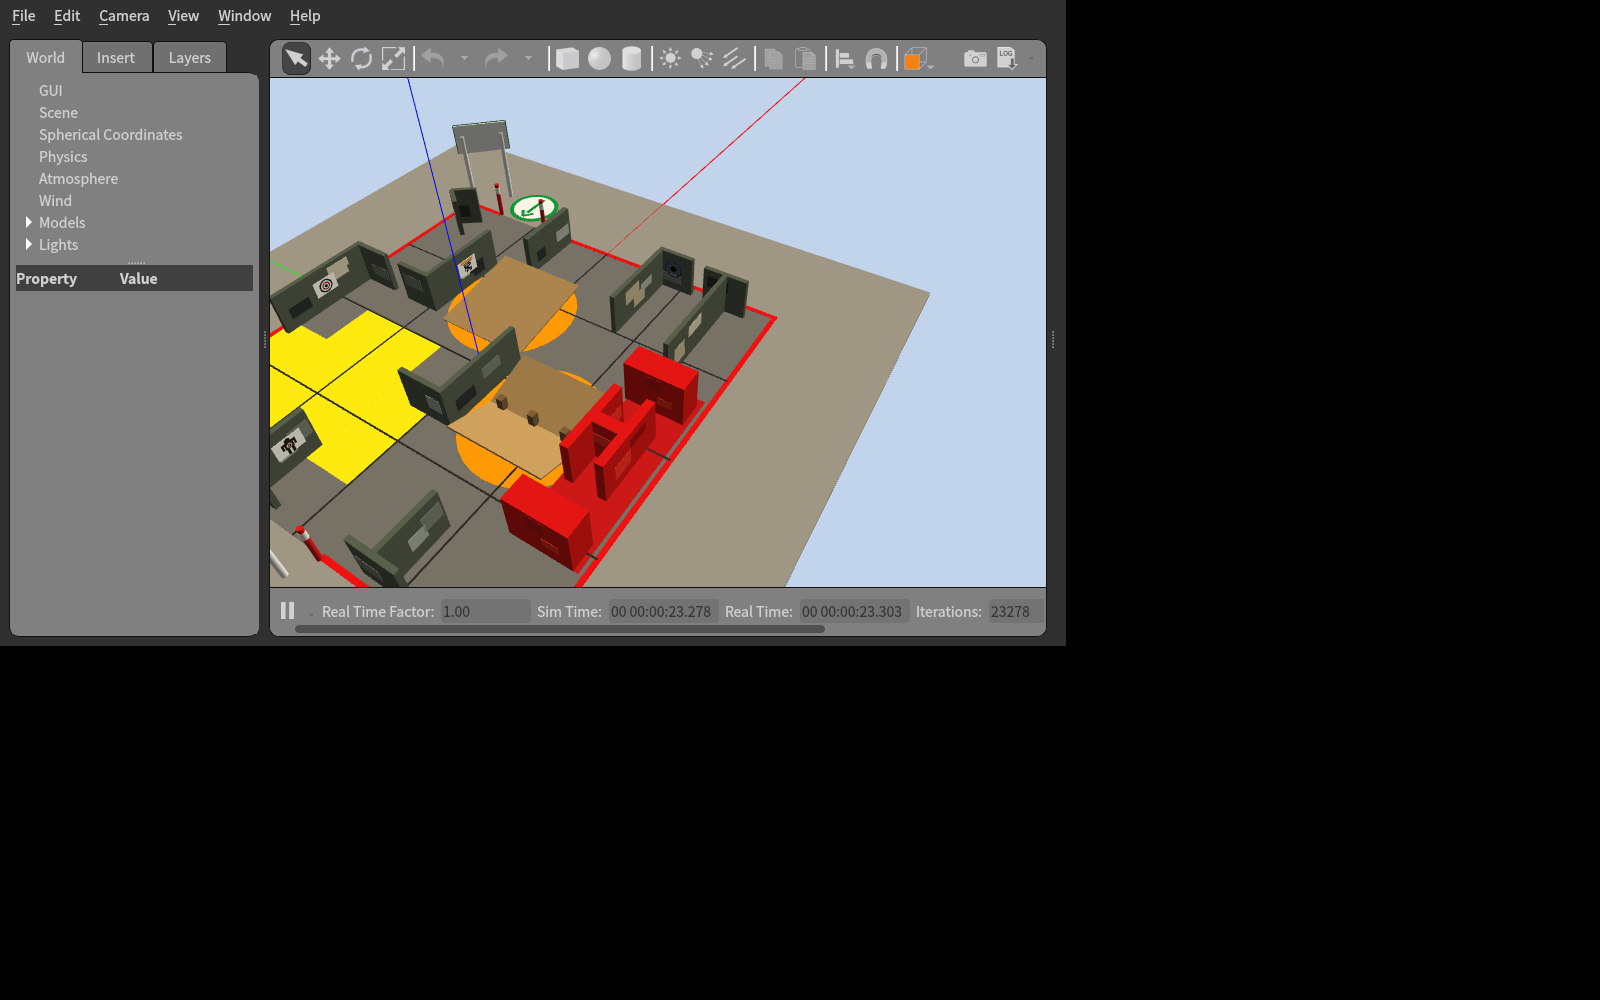 File Edit Camera View Window Help
World Insert Layers
LOG
GUI
Scene
Spherical Coordinates
Physics
Atmosphere
Wind
Models
Lights
Property Value
Real Time Factor: 1.00 Sim Time: 00 00:00:23.278 Real Time: 00 00:00:23.303 Iterations: 23278